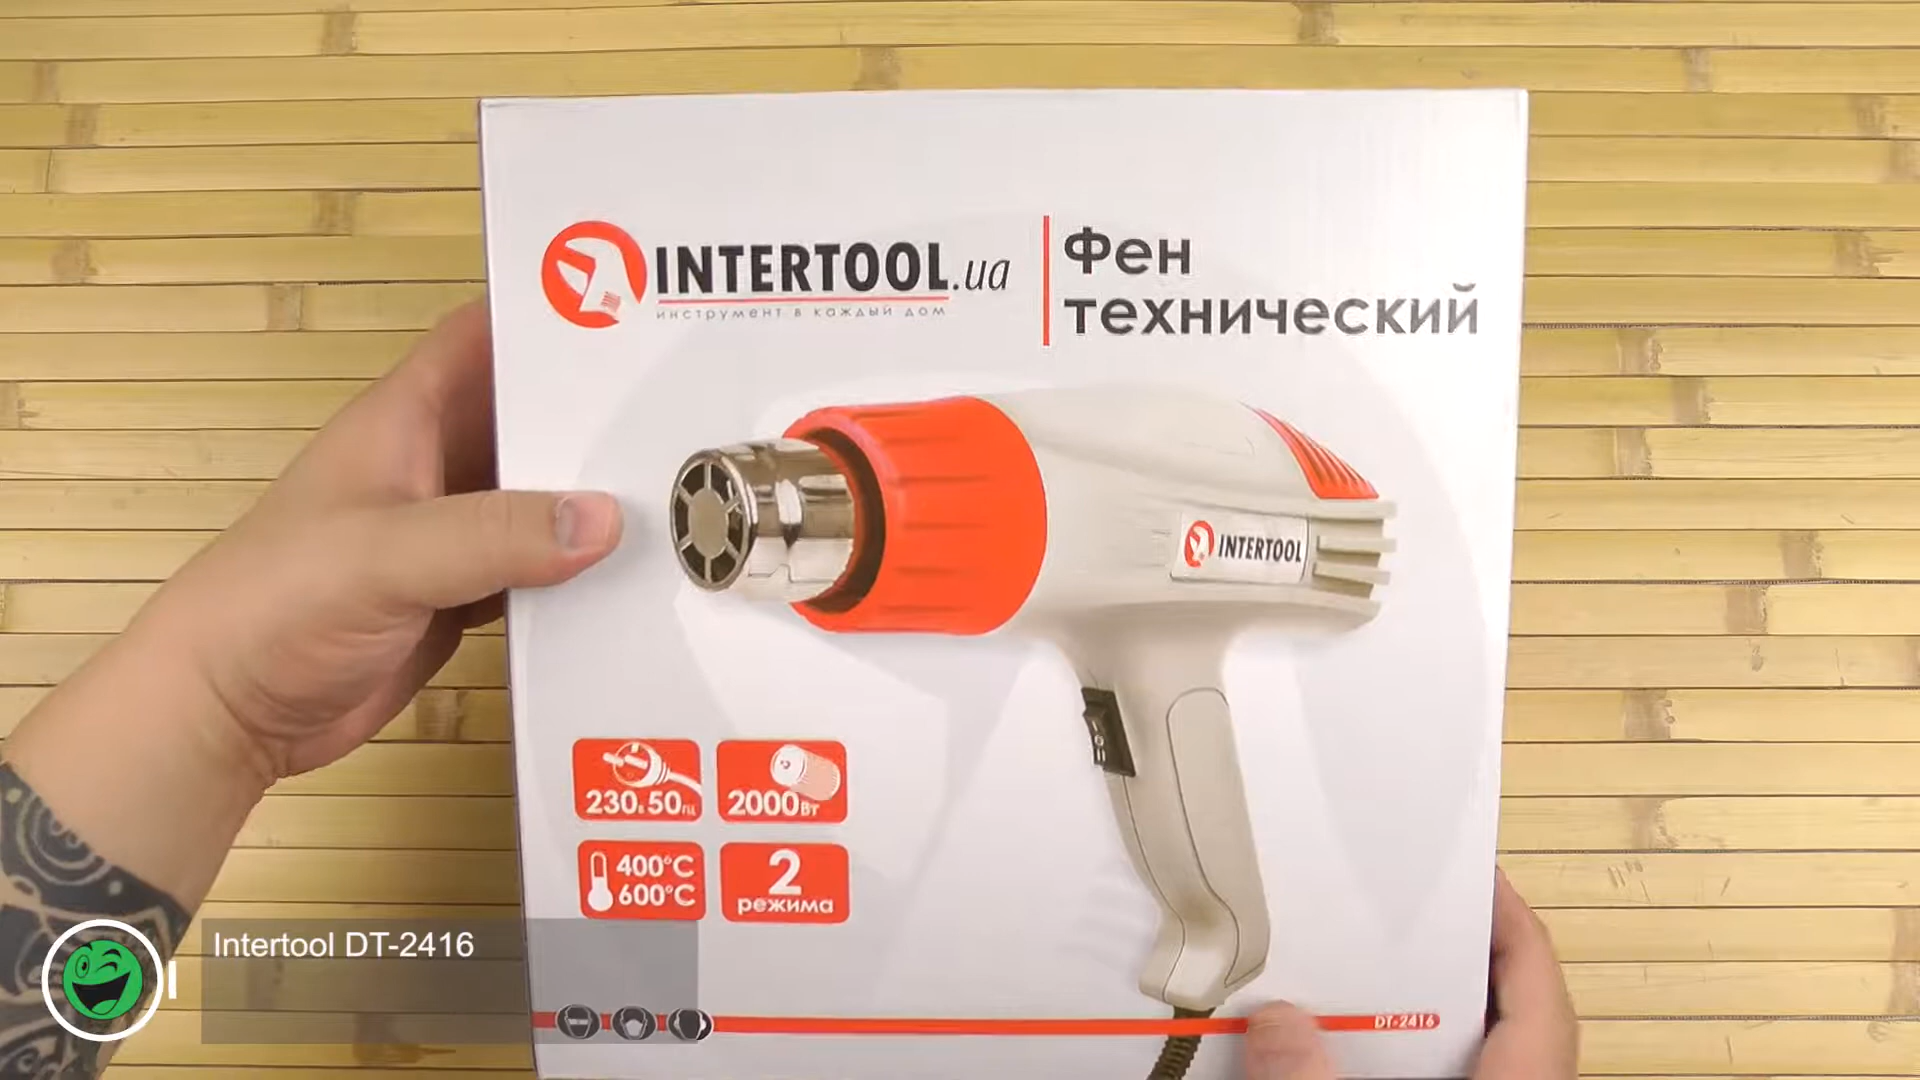 INTERTOOL.ua
инструмент в каждый дом
Фен
технический
INTERTOOL
230в 50гц
2000Вт
400°C
600°C
2
режима
Intertool DT-2416
DT-2416